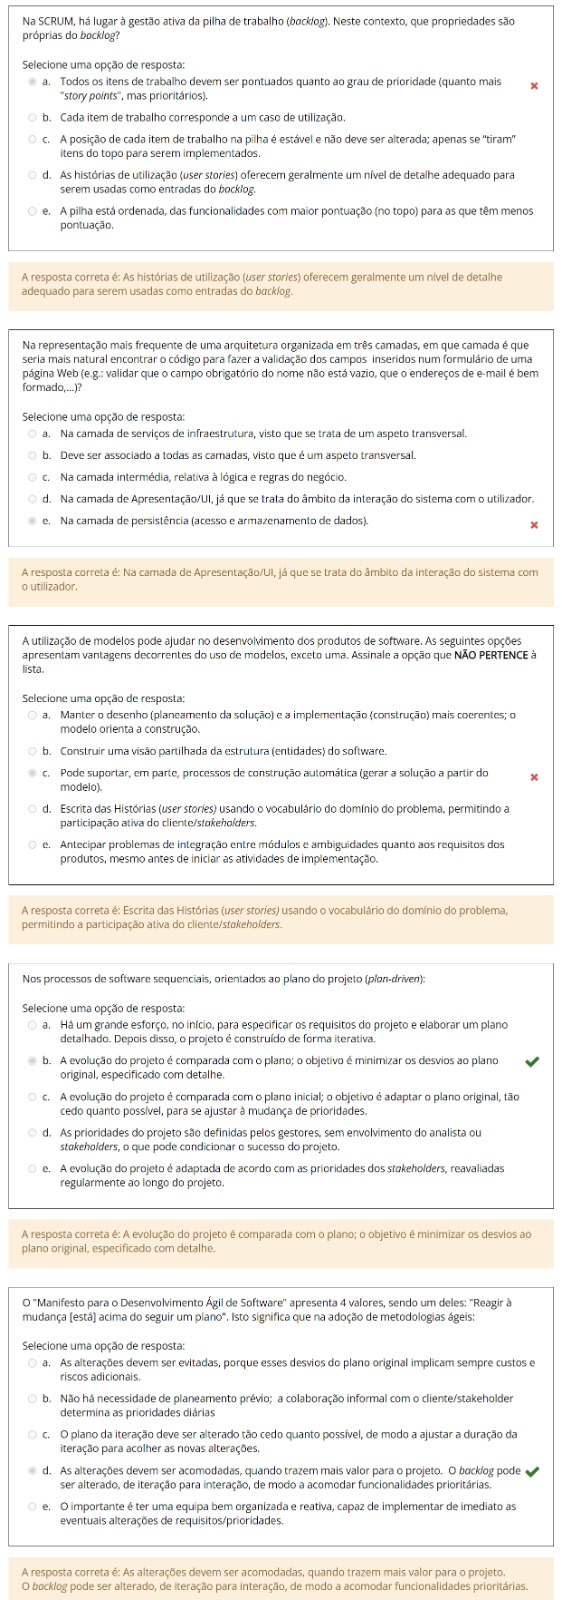 Na SCRUM, há lugar à gestão ativa da pilha de trabalho (backlog). Neste contexto, que propriedades são
próprias do backlog?
Selecione uma opção de resposta:
a. Todos os itens de trabalho devem ser pontuados quanto ao grau de prioridade (quanto mais
"story points", mas prioritários).
b. Cada item de trabalho corresponde a um caso de utilização.
c. A posição de cada item de trabalho na pilha é estável e não deve ser alterada; apenas se "tiram"
itens do topo para serem implementados.
d. As histórias de utilização (user stories) oferecem geralmente um nível de detalhe adequado para
serem usadas como entradas do backlog.
e. A pilha está ordenada, das funcionalidades com maior pontuação (no topo) para as que têm menos
pontuação.
A resposta correta é: As histórias de utilização (user stories) oferecem geralmente um nível de detalhe
adequado para serem usadas como entradas do backlog.
Na representação mais frequente de uma arquitetura organizada em três camadas, em que camada é que
seria mais natural encontrar o código para fazer a validação dos campos inseridos num formulário de uma
página Web (e.g.: validar que o campo obrigatório do nome não está vazio, que o endereços de e-mail é bem
formado,...)?
Selecione uma opção de resposta:
a. Na camada de serviços de infraestrutura, visto que se trata de um aspeto transversal.
b. Deve ser associado a todas as camadas, visto que é um aspeto transversal.
c. Na camada intermédia, relativa à lógica e regras do negócio.
d. Na camada de Apresentação/UI, já que se trata do âmbito da interação do sistema com o utilizador.
e. Na camada de persistência (acesso e armazenamento de dados).
A resposta correta é: Na camada de Apresentação/UI, já que se trata do âmbito da interação do sistema com
o utilizador.
A utilização de modelos pode ajudar no desenvolvimento dos produtos de software. As seguintes opções
apresentam vantagens decorrentes do uso de modelos, exceto uma. Assinale a opção que NÃO PERTENCE à
lista.
Selecione uma opção de resposta:
a. Manter o desenho (planeamento da solução) e a implementação (construção) mais coerentes; o
modelo orienta a construção.
b. Construir uma visão partilhada da estrutura (entidades) do software.
c. Pode suportar, em parte, processos de construção automática (gerar a solução a partir do
modelo).
d. Escrita das Histórias (user stories) usando o vocabulário do domínio do problema, permitindo a
participação ativa do cliente/stakeholders.
e. Antecipar problemas de integração entre módulos e ambiguidades quanto aos requisitos dos
produtos, mesmo antes de iniciar as atividades de implementação.
A resposta correta é: Escrita das Histórias (user stories) usando o vocabulário do domínio do problema,
permitindo a participação ativa do cliente/stakeholders.
Nos processos de software sequenciais, orientados ao plano do projeto (plan-driven):
Selecione uma opção de resposta:
a. Há um grande esforço, no início, para especificar os requisitos do projeto e elaborar um plano
detalhado. Depois disso, o projeto é construído de forma iterativa.
b. A evolução do projeto é comparada com o plano; o objetivo é minimizar os desvios ao plano
original, especificado com detalhe.
c. A evolução do projeto é comparada com o plano inicial; o objetivo é adaptar o plano original, tão
cedo quanto possível, para se ajustar à mudança de prioridades.
d. As prioridades do projeto são definidas pelos gestores, sem envolvimento do analista ou
stakeholders, o que pode condicionar o sucesso do projeto.
e. A evolução do projeto é adaptada de acordo com as prioridades dos stakeholders, reavaliadas
regularmente ao longo do projeto.
A resposta correta é: A evolução do projeto é comparada com o plano; o objetivo é minimizar os desvios ao
plano original, especificado com detalhe.
O "Manifesto para o Desenvolvimento Ágil de Software" apresenta 4 valores, sendo um deles: "Reagir à
mudança [está] acima do seguir um plano". Isto significa que na adoção de metodologias ágeis:
Selecione uma opção de resposta:
a. As alterações devem ser evitadas, porque esses desvios do plano original implicam sempre custos e
riscos adicionais.
b. Não há necessidade de planeamento prévio; a colaboração informal com o cliente/stakeholder
determina as prioridades diárias
c. O plano da iteração deve ser alterado tão cedo quanto possível, de modo a ajustar a duração da
iteração para acolher as novas alterações.
d. As alterações devem ser acomodadas, quando trazem mais valor para o projeto. O backlog pode
ser alterado, de iteração para interação, de modo a acomodar funcionalidades prioritárias.
e. O importante é ter uma equipa bem organizada e reativa, capaz de implementar de imediato as
eventuais alterações de requisitos/prioridades.
A resposta correta é: As alterações devem ser acomodadas, quando trazem mais valor para o projeto.
O backlog pode ser alterado, de iteração para interação, de modo a acomodar funcionalidades prioritárias.